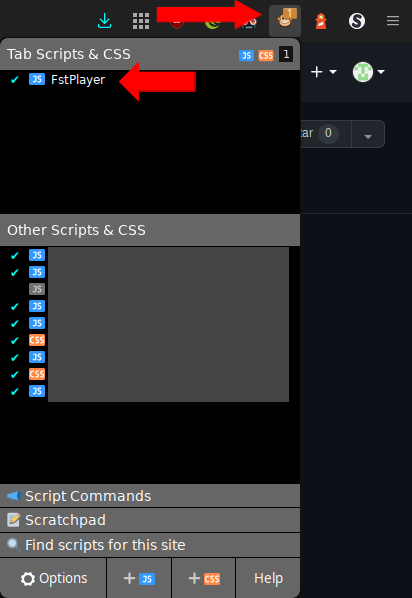 1
Tab Scripts & CSS JS CSS 1
✔ JS FstPlayer
tar 0
Other Scripts & CSS
✔ JS
✔ JS
JS
✔ JS
✔ JS
✔ CSS
✔ JS
✔ CSS
✔ JS
Script Commands
Scratchpad
Find scripts for this site
Options + JS + CSS Help